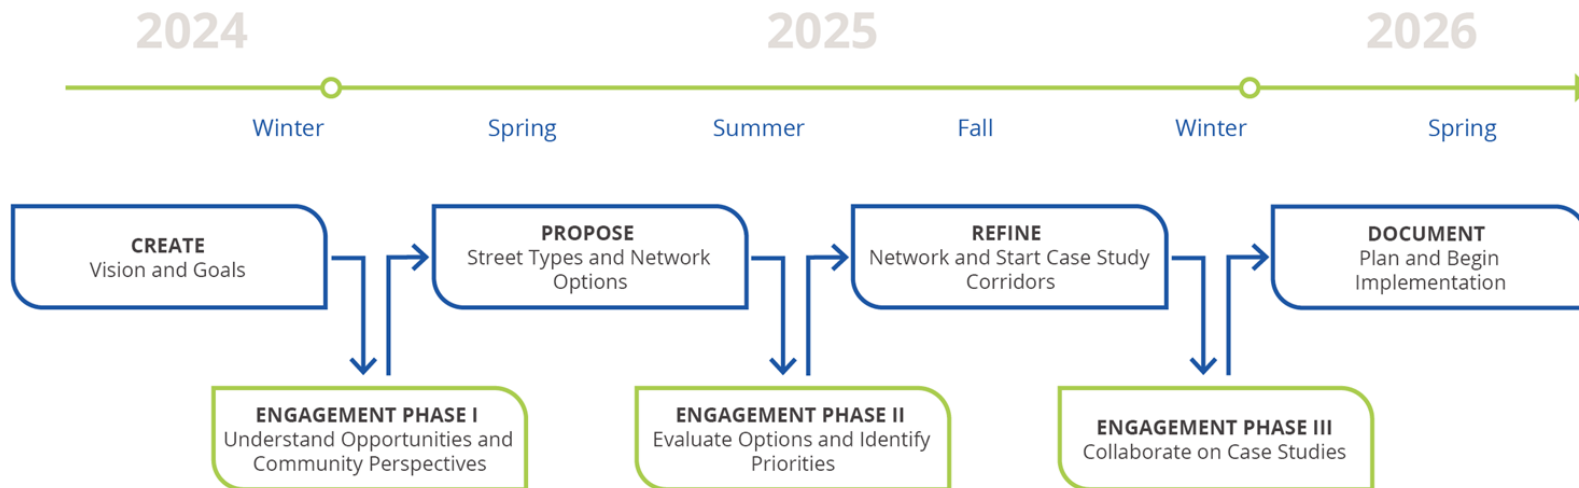 2024
2025
2026
Winter
Spring
Summer
Fall
Winter
Spring
CREATE
Vision and Goals
PROPOSE
Street Types and Network
Options
REFINE
Network and Start Case Study
Corridors
DOCUMENT
Plan and Begin
Implementation
ENGAGEMENT PHASE I
Understand Opportunities and
Community Perspectives
ENGAGEMENT PHASE II
Evaluate Options and Identify
Priorities
ENGAGEMENT PHASE III
Collaborate on Case Studies